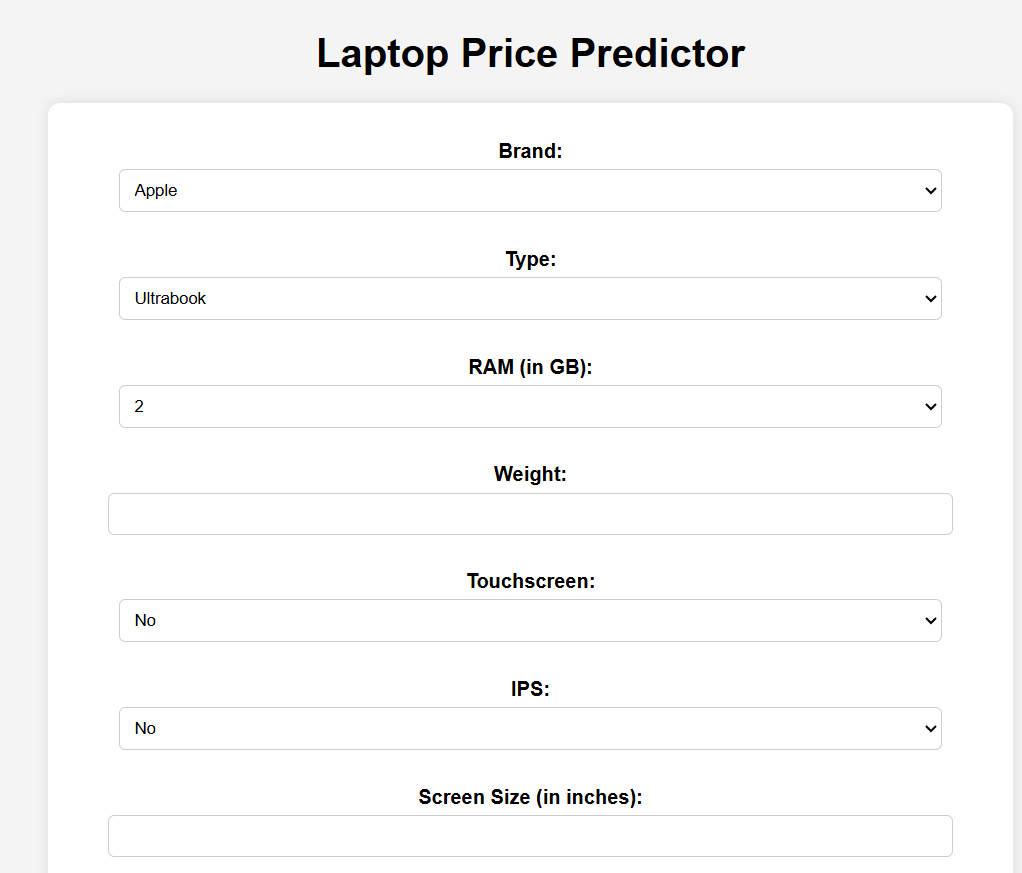 Laptop Price Predictor
Brand:
Apple
Type:
Ultrabook
RAM (in GB):
2
Weight:
Touchscreen:
No
IPS:
No
Screen Size (in inches):